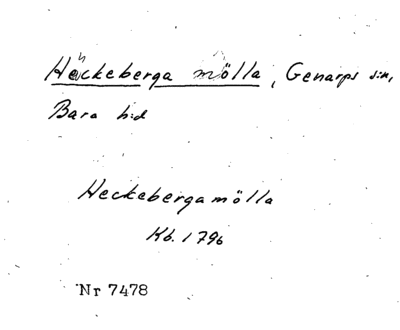 Häckeberga mölla, Genarps sn,
Bara hd
Heckebergamölla
Kb. 1796
Nr 7478